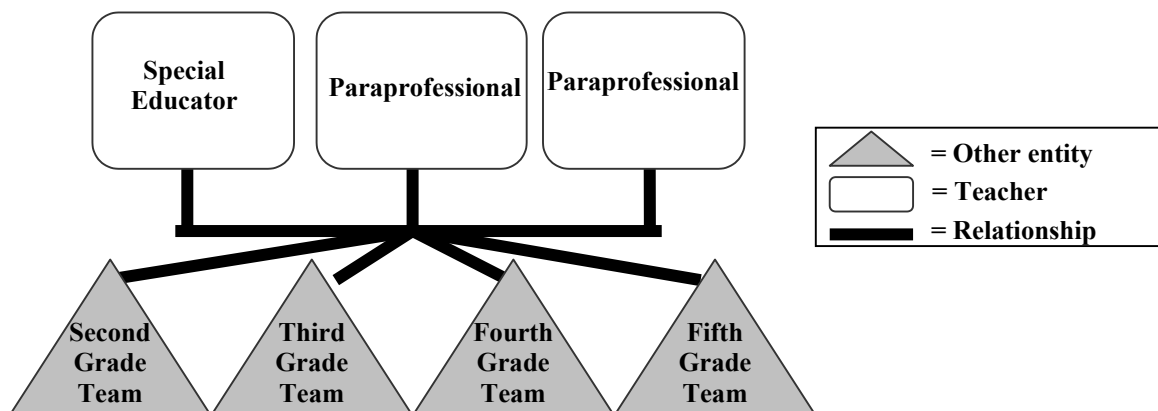 Special
Educator
Paraprofessional
Paraprofessional
= Other entity
= Teacher
= Relationship
Second
Grade
Team
Third
Grade
Team
Fourth
Grade
Team
Fifth
Grade
Team